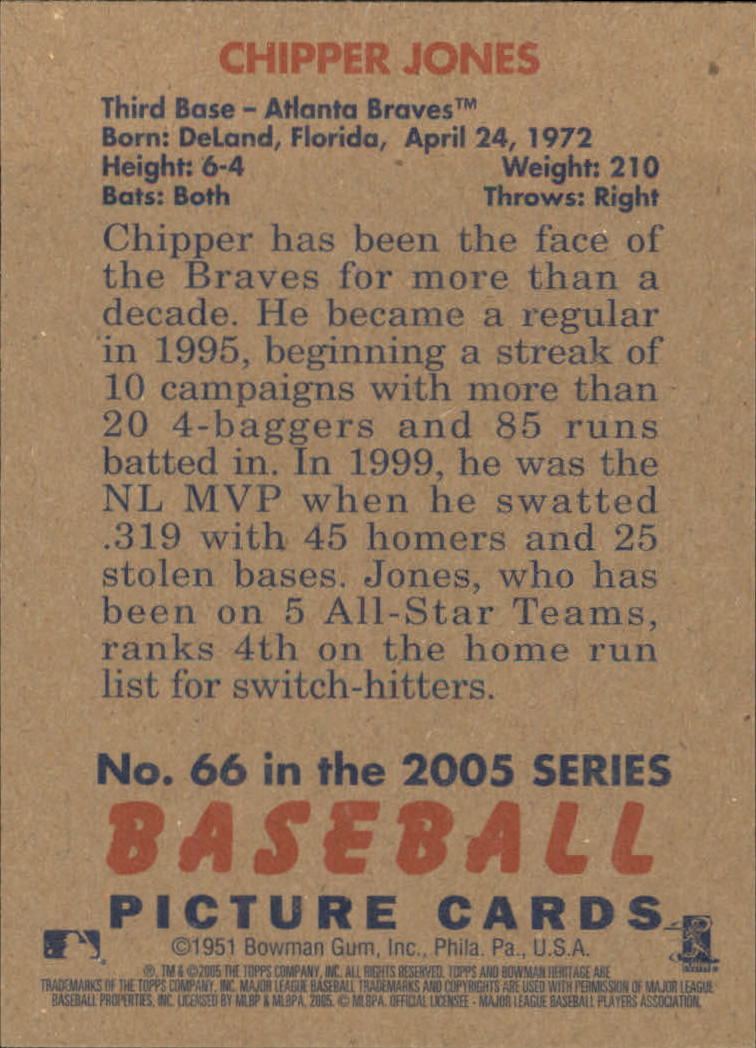 CHIPPER JONES
Third Base – Atlanta Braves™
Born: DeLand, Florida, April 24, 1972
Height: 6-4 Weight: 210
Bats: Both Throws: Right
Chipper has been the face of
the Braves for more than a
decade. He became a regular
in 1995, beginning a streak of
10 campaigns with more than
20 4-baggers and 85 runs
batted in. In 1999, he was the
NL MVP when he swatted
.319 with 45 homers and 25
stolen bases. Jones, who has
been on 5 All-Star Teams,
ranks 4th on the home run
list for switch-hitters.
No. 66 in the 2005 SERIES
BASEBALL
PICTURE CARDS
©1951 Bowman Gum, Inc., Phila. Pa., U.S.A.
®, TM & ©2005 THE TOPPS COMPANY, INC. ALL RIGHTS RESERVED. TOPPS AND BOWMAN HERITAGE ARE
TRADEMARKS OF THE TOPPS COMPANY, INC. MAJOR LEAGUE BASEBALL TRADEMARKS AND COPYRIGHTS ARE USED WITH PERMISSION OF MAJOR LEAGUE
BASEBALL PROPERTIES, INC. LICENSED BY MLBP & MLBPA, 2005. © MLBPA. OFFICIAL LICENSEE - MAJOR LEAGUE BASEBALL PLAYERS ASSOCIATION.